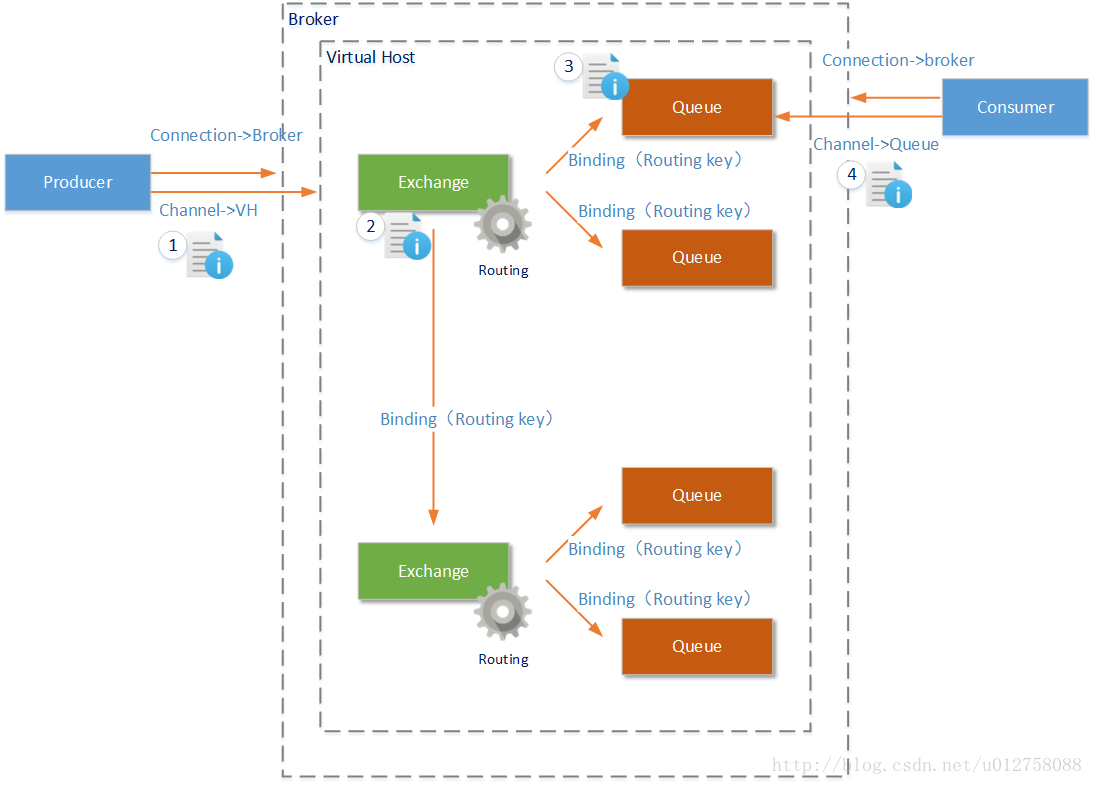 Broker
Virtual Host
3
Connection->broker
Queue
Consumer
Connection->Broker
Channel->Queue
Binding（Routing key）
Producer
Exchange
4
Channel->VH
Binding（Routing key）
2
1
Queue
Routing
Binding（Routing key）
Queue
Binding（Routing key）
Exchange
Binding（Routing key）
Queue
Routing
http://blog.csdn.net/u012758088